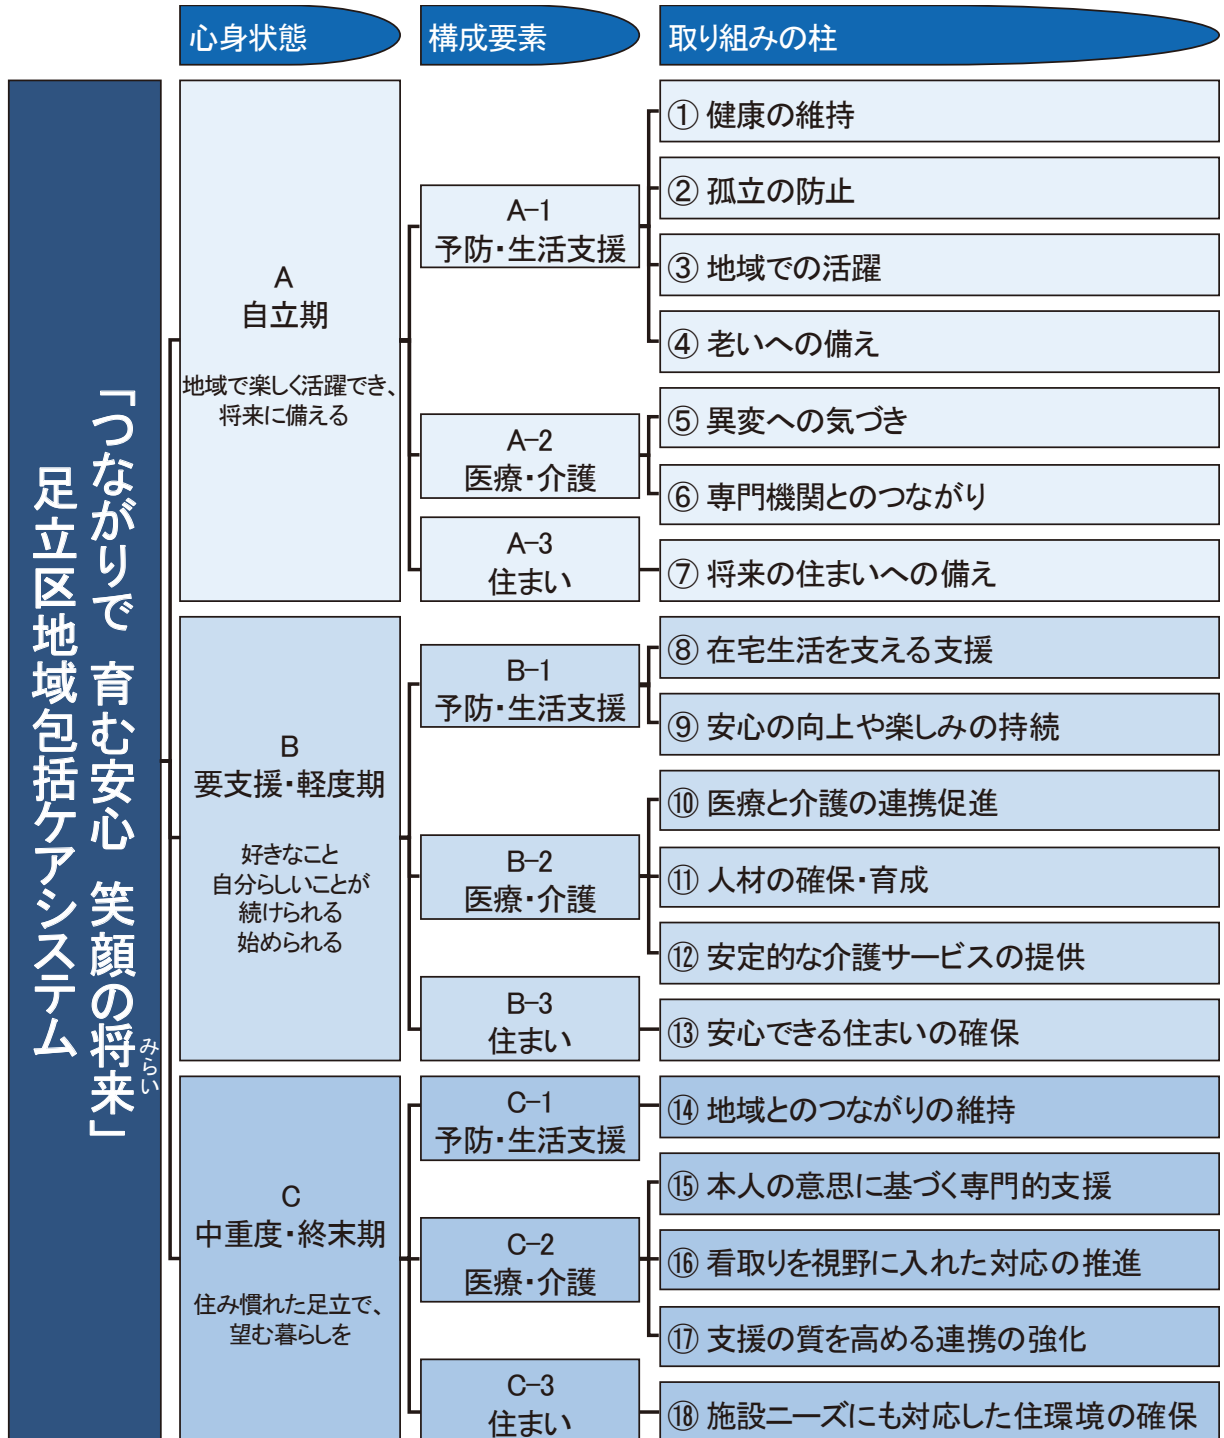 心身状態
構成要素
取り組みの柱
「つながりで 育む安心 笑顔の将来」
みらい
足立区地域包括ケアシステム
A
自立期
地域で楽しく活躍でき、
将来に備える
A-1
予防・生活支援
① 健康の維持
② 孤立の防止
③ 地域での活躍
④ 老いへの備え
A-2
医療・介護
⑤ 異変への気づき
⑥ 専門機関とのつながり
A-3
住まい
⑦ 将来の住まいへの備え
B
要支援・軽度期
好きなこと
自分らしいことが
続けられる
始められる
B-1
予防・生活支援
⑧ 在宅生活を支える支援
⑨ 安心の向上や楽しみの持続
B-2
医療・介護
⑩ 医療と介護の連携促進
⑪ 人材の確保・育成
⑫ 安定的な介護サービスの提供
B-3
住まい
⑬ 安心できる住まいの確保
C
中重度・終末期
住み慣れた足立で、
望む暮らしを
C-1
予防・生活支援
⑭ 地域とのつながりの維持
C-2
医療・介護
⑮ 本人の意思に基づく専門的支援
⑯ 看取りを視野に入れた対応の推進
⑰ 支援の質を高める連携の強化
C-3
住まい
⑱ 施設ニーズにも対応した住環境の確保